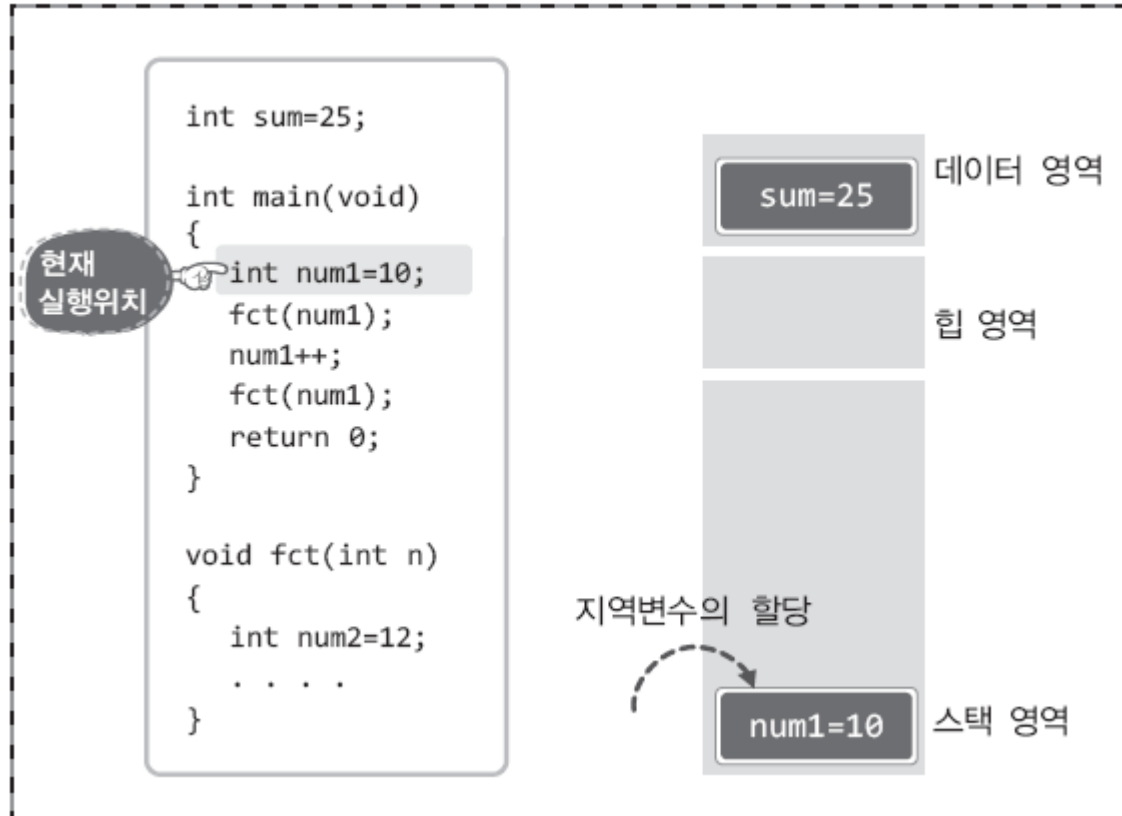 int sum=25;
int main(void)
{
int num1=10;
fct(num1);
num1++;
fct(num1);
return 0;
}
void fct(int n)
{
int num2=12;
. . . .
}
현재
실행위치
sum=25
데이터 영역
힙 영역
지역변수의 할당
num1=10
스택 영역